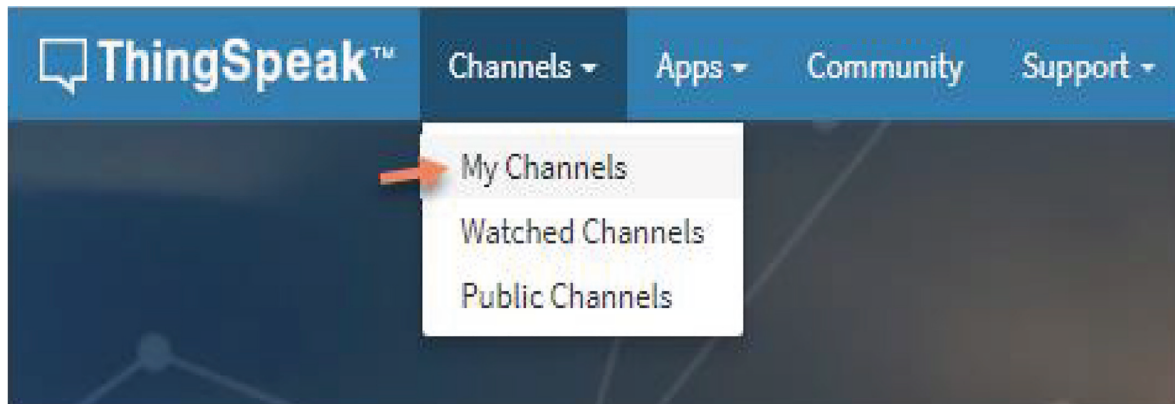 ThingSpeak™ Channels Apps Community Support
My Channels
Watched Channels
Public Channels